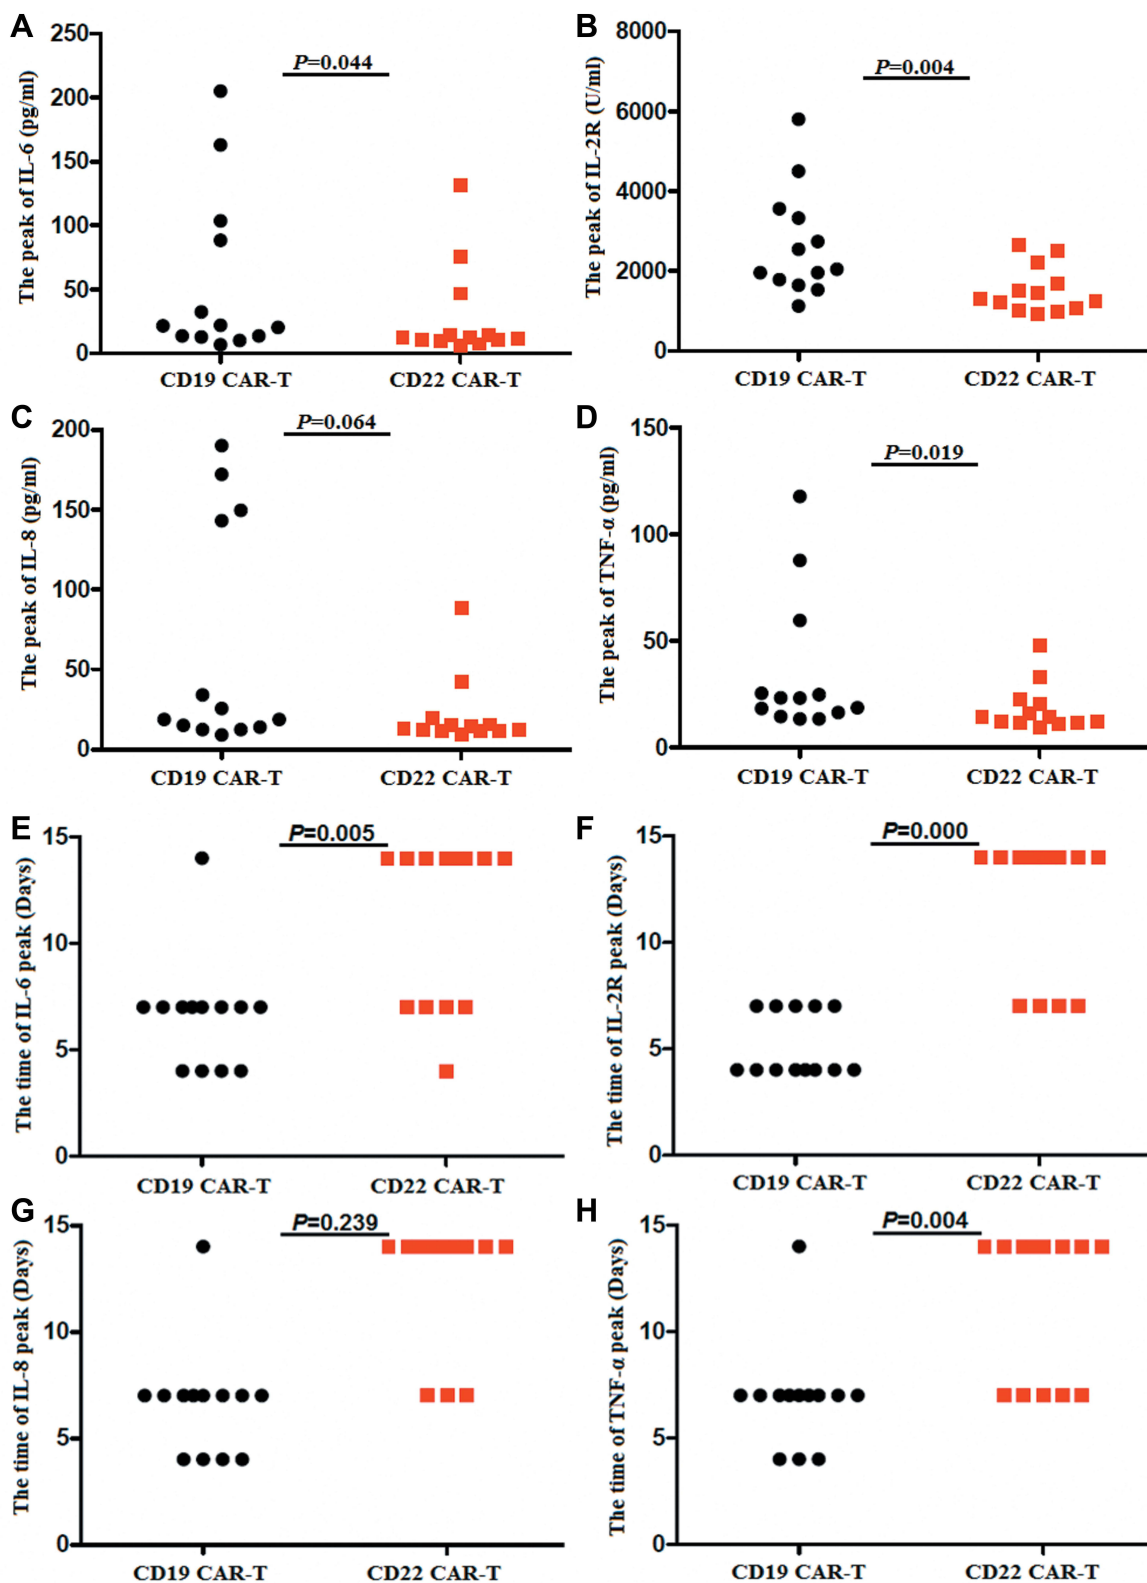 A
The peak of IL-6 (pg/ml)
250
200
150
100
50
0
P=0.044
CD19 CAR-T
CD22 CAR-T
B
The peak of IL-2R (U/ml)
8000
6000
4000
2000
0
P=0.004
CD19 CAR-T
CD22 CAR-T
C
The peak of IL-8 (pg/ml)
200
150
100
50
0
P=0.064
CD19 CAR-T
CD22 CAR-T
D
The peak of TNF-α (pg/ml)
150
100
50
0
P=0.019
CD19 CAR-T
CD22 CAR-T
E
The time of IL-6 peak (Days)
15
10
5
0
P=0.005
CD19 CAR-T
CD22 CAR-T
F
The time of IL-2R peak (Days)
15
10
5
0
P=0.000
CD19 CAR-T
CD22 CAR-T
G
The time of IL-8 peak (Days)
15
10
5
0
P=0.239
CD19 CAR-T
CD22 CAR-T
H
The time of TNF-α peak (Days)
15
10
5
0
P=0.004
CD19 CAR-T
CD22 CAR-T